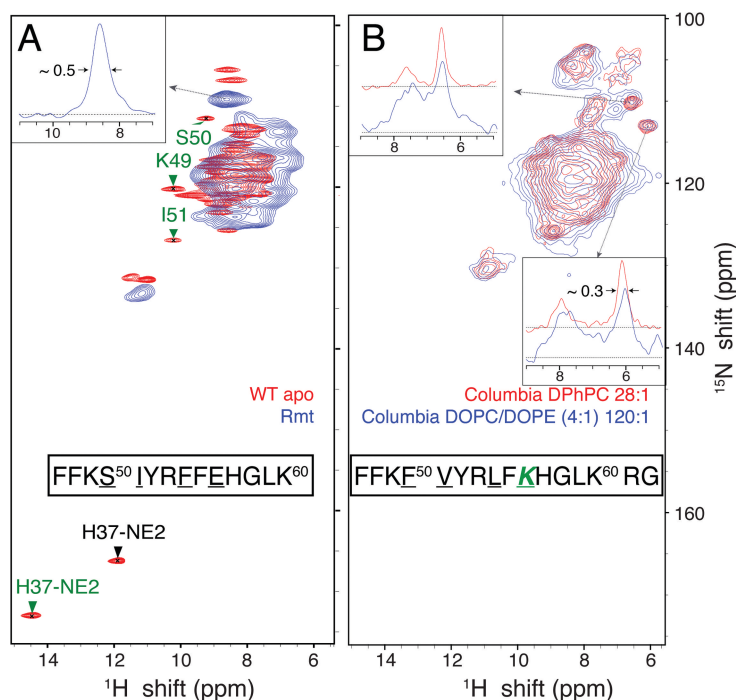 A
~ 0.5
10 8
S50
K49
I51
WT apo
Rmt
FFKS⁵⁰ IYRFFEHGLK⁶⁰
H37-NE2
H37-NE2
14 12 10 8 6
¹H shift (ppm)
B
8 6
~ 0.3
8 6
Columbia DPhPC 28:1
Columbia DOPC/DOPE (4:1) 120:1
FFKF⁵⁰ VYRLFKHGLK⁶⁰ RG
14 12 10 8 6
¹H shift (ppm)
100
120
140
160
¹⁵N shift (ppm)